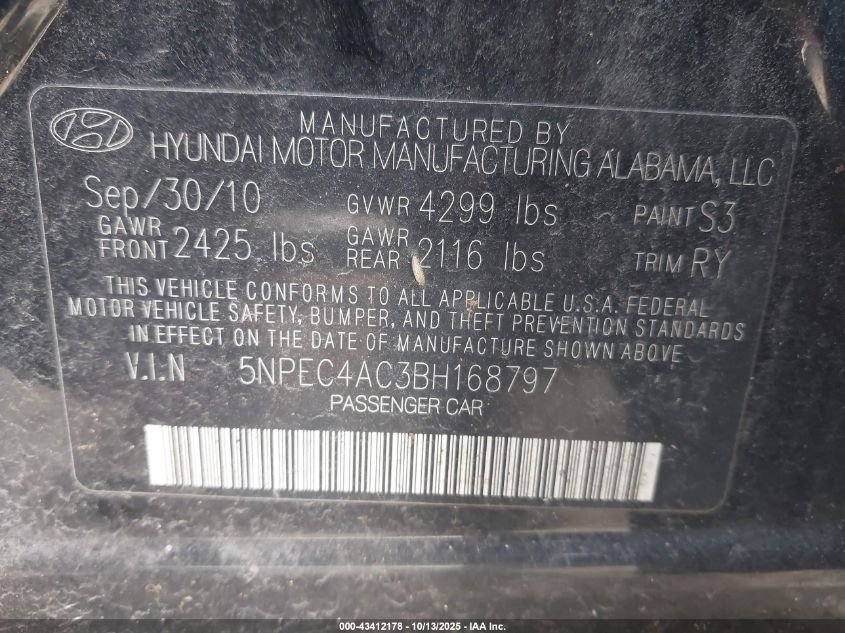 MANUFACTURED BY
HYUNDAI MOTOR MANUFACTURING ALABAMA, LLC
Sep/30/10 GVWR 4299 lbs PAINT S3
GAWR FRONT 2425 lbs GAWR REAR 2116 lbs TRIM RY
THIS VEHICLE CONFORMS TO ALL APPLICABLE U.S.A. FEDERAL
MOTOR VEHICLE SAFETY, BUMPER, AND THEFT PREVENTION STANDARDS
IN EFFECT ON THE DATE OF MANUFACTURE SHOWN ABOVE.
V.I.N 5NPEC4AC3BH168797
PASSENGER CAR
000-43412178 - 10/13/2025 - IAA Inc.